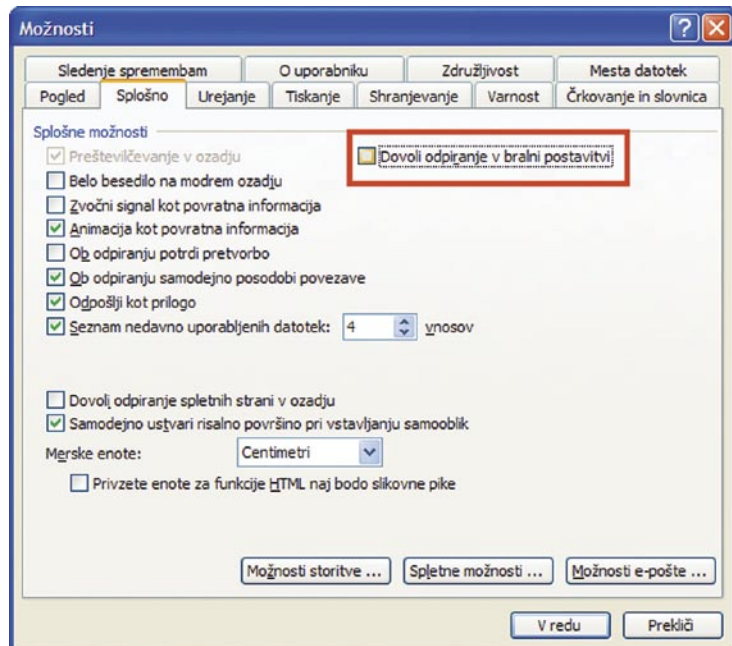 Možnosti
Sledenje spremembam O uporabniku Združljivost Mesta datotek
Pogled Splošno Urejanje Tiskanje Shranjevanje Varnost Črkovanje in slovnica
Splošne možnosti
Preštevilčevanje v ozadju Dovoli odpiranje v bralni postavitvi
Belo besedilo na modrem ozadju
Zvočni signal kot povratna informacija
Animacija kot povratna informacija
Ob odpiranju potrdi pretvorbo
Ob odpiranju samodejno posodobi povezave
Odpošlji kot prilogo
Seznam nedavno uporabljenih datotek: 4 vnosov
Dovoli odpiranje spletnih strani v ozadju
Samodejno ustvari risalno površino pri vstavljanju samooblik
Merske enote: Centimetri
Privzete enote za funkcije HTML naj bodo slikovne pike
Možnosti storitve ... Spletne možnosti ... Možnosti e-pošte ...
V redu Prekliči